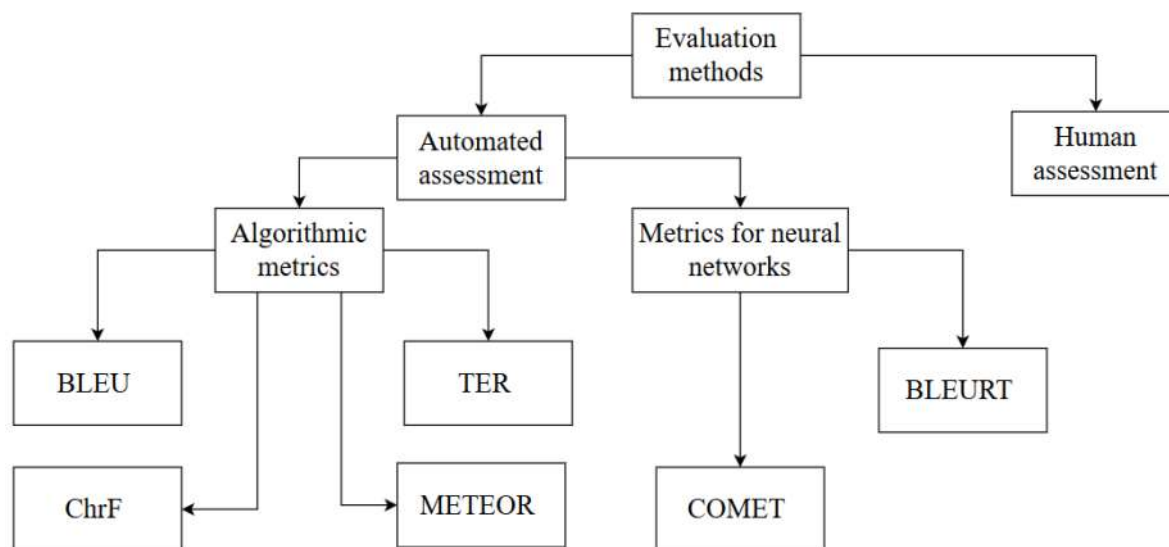 Evaluation
methods
Automated
assessment
Human
assessment
Algorithmic
metrics
Metrics for neural
networks
BLEU
TER
BLEURT
ChrF
METEOR
COMET